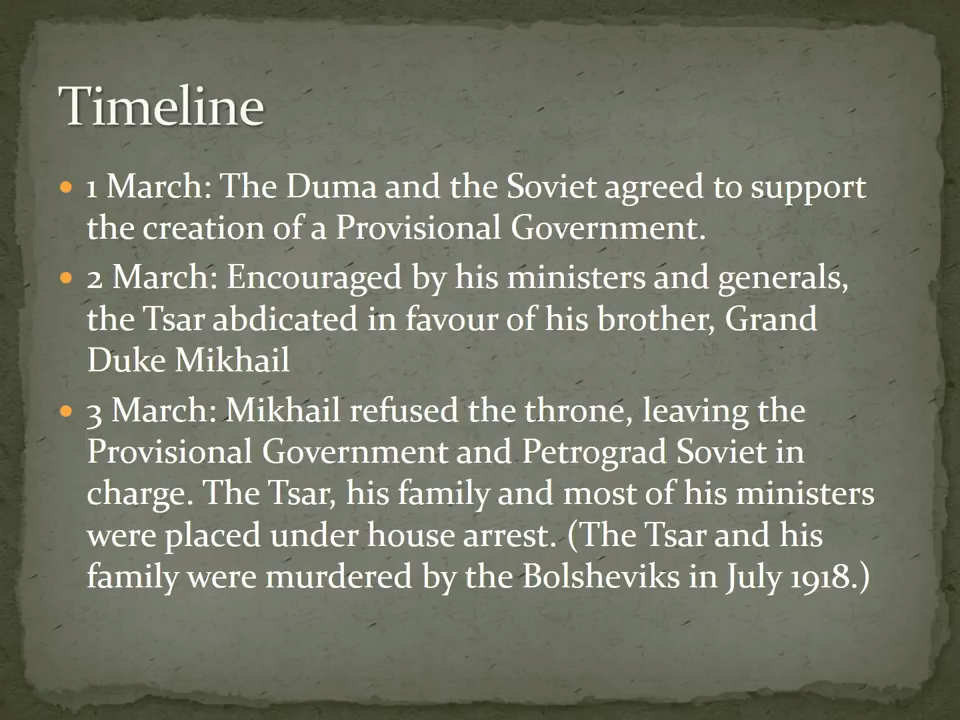 Timeline
• 1 March: The Duma and the Soviet agreed to support
the creation of a Provisional Government.
• 2 March: Encouraged by his ministers and generals,
the Tsar abdicated in favour of his brother, Grand
Duke Mikhail
• 3 March: Mikhail refused the throne, leaving the
Provisional Government and Petrograd Soviet in
charge. The Tsar, his family and most of his ministers
were placed under house arrest. (The Tsar and his
family were murdered by the Bolsheviks in July 1918.)